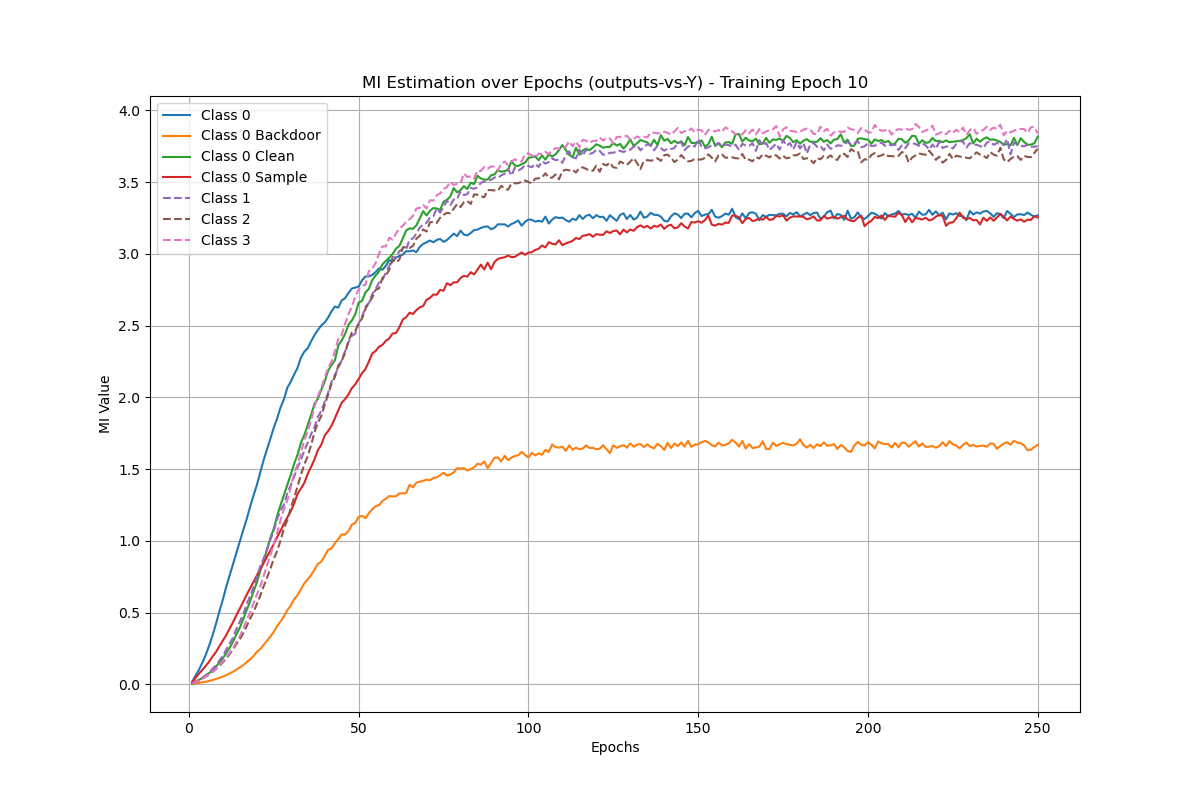 MI Estimation over Epochs (outputs-vs-Y) - Training Epoch 10
Class 0
Class 0 Backdoor
Class 0 Clean
Class 0 Sample
Class 1
Class 2
Class 3
MI Value
4.0
3.5
3.0
2.5
2.0
1.5
1.0
0.5
0.0
0 50 100 150 200 250
Epochs